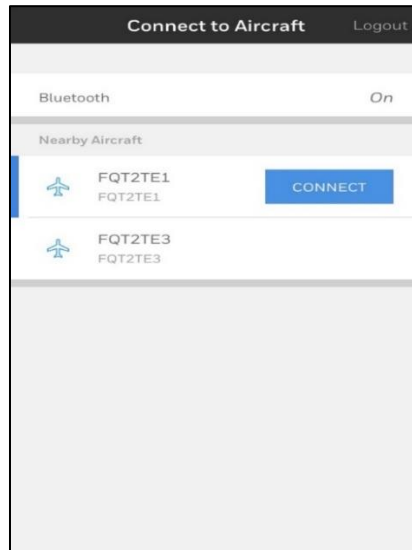 Connect to Aircraft Logout
Bluetooth On
Nearby Aircraft
FQT2TE1
FQT2TE1
CONNECT
FQT2TE3
FQT2TE3